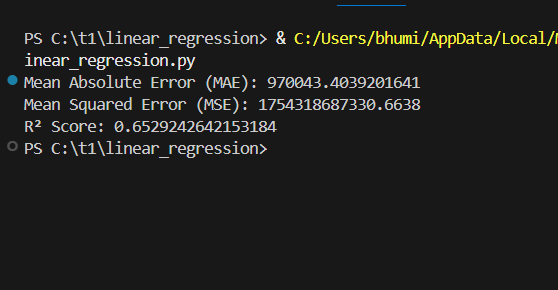 PS C:\t1\linear_regression> & C:/Users/bhumi/AppData/Local/
inear_regression.py
Mean Absolute Error (MAE): 970043.4039201641
Mean Squared Error (MSE): 1754318687330.6638
R² Score: 0.6529242642153184
PS C:\t1\linear_regression>